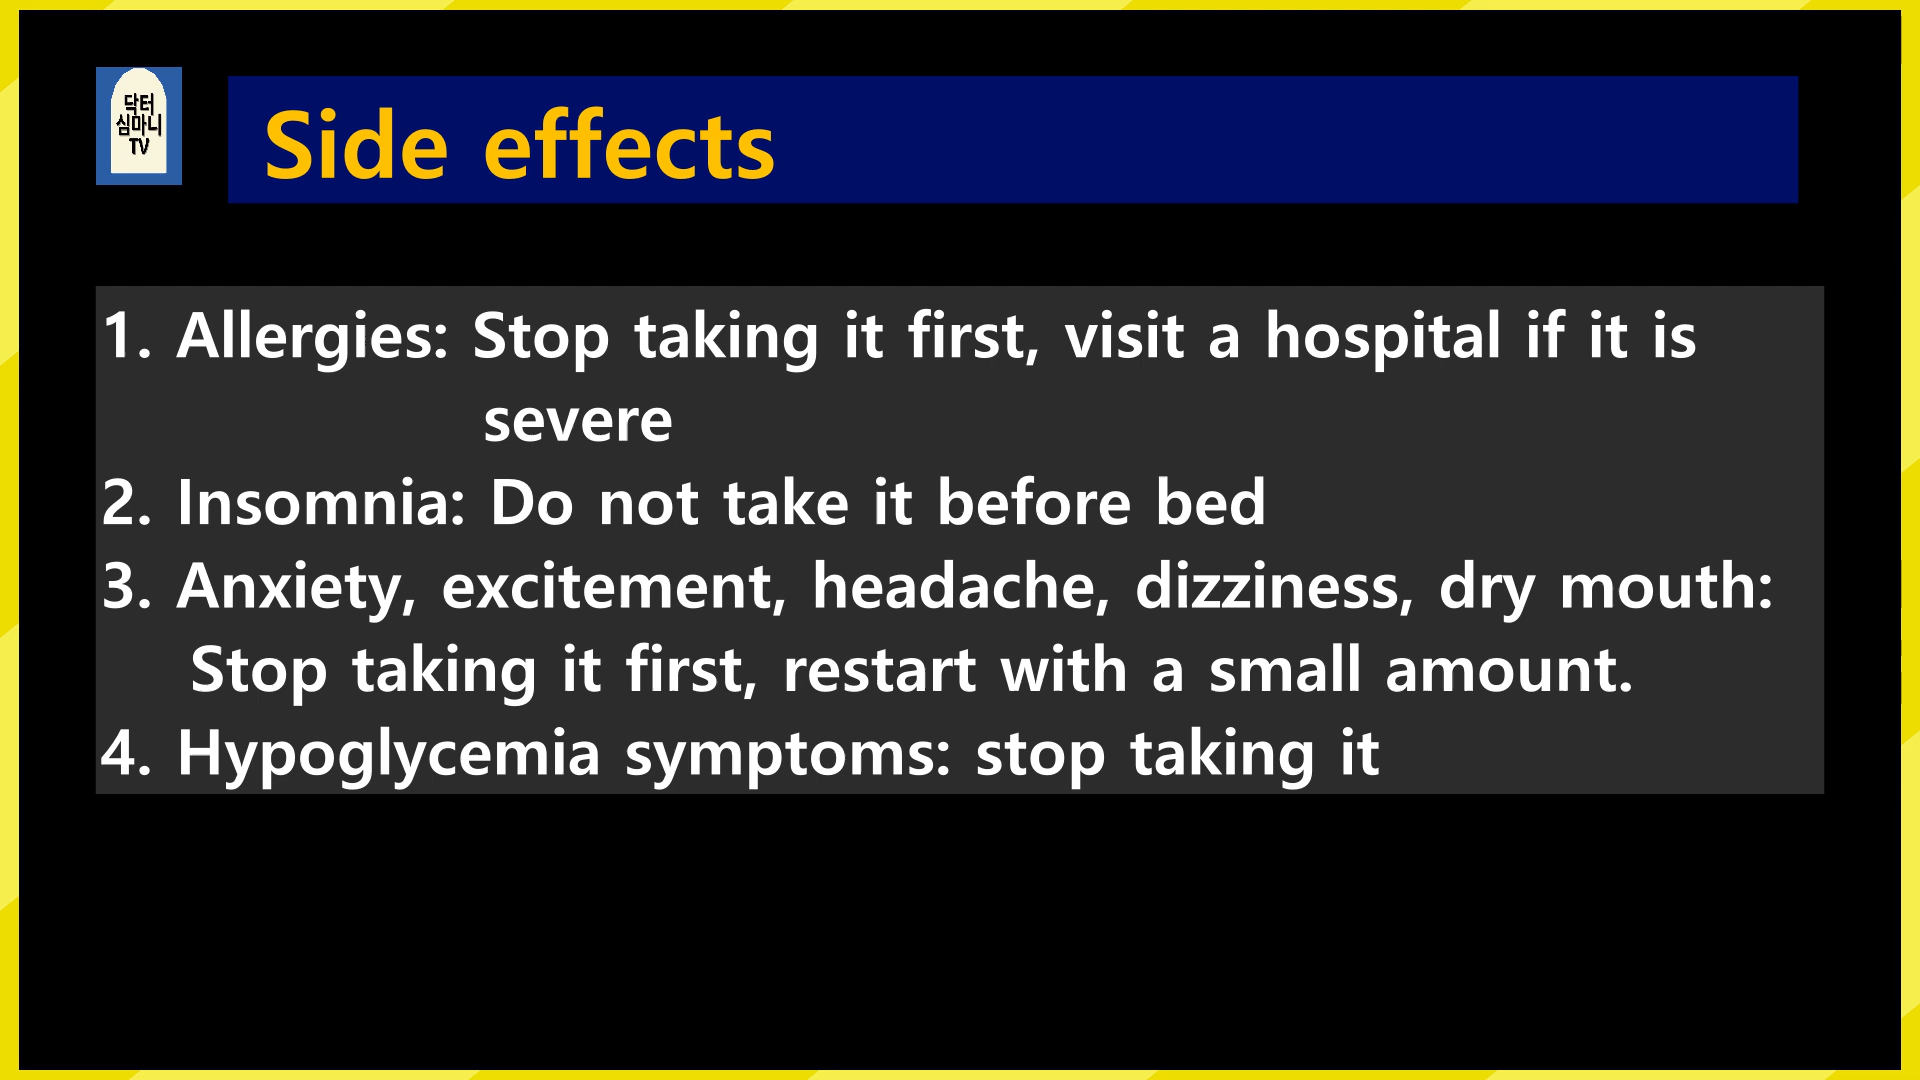 닥터
심마니
TV
Side effects
1. Allergies: Stop taking it first, visit a hospital if it is
severe
2. Insomnia: Do not take it before bed
3. Anxiety, excitement, headache, dizziness, dry mouth:
Stop taking it first, restart with a small amount.
4. Hypoglycemia symptoms: stop taking it